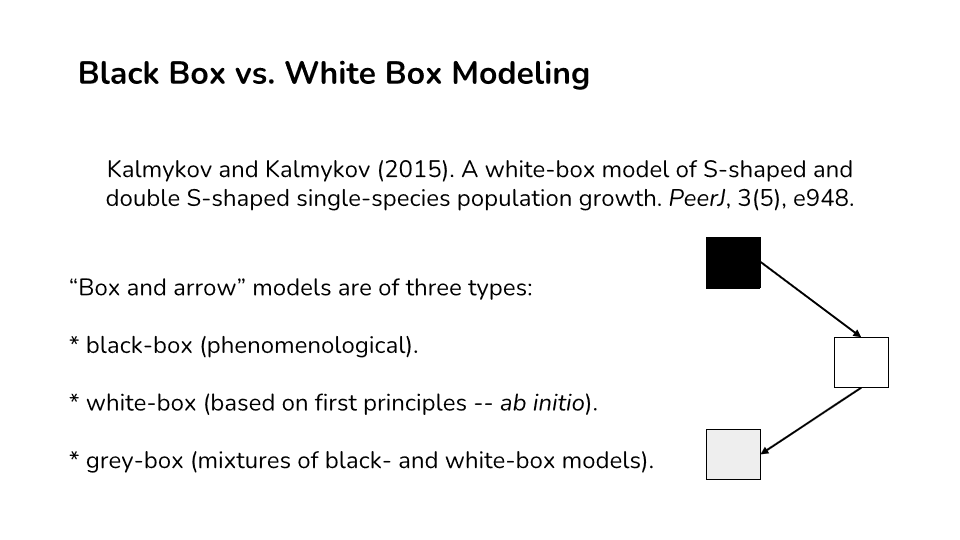 Black Box vs. White Box Modeling
Kalmykov and Kalmykov (2015). A white-box model of S-shaped and
double S-shaped single-species population growth. PeerJ, 3(5), e948.
“Box and arrow” models are of three types:
* black-box (phenomenological).
* white-box (based on first principles -- ab initio).
* grey-box (mixtures of black- and white-box models).